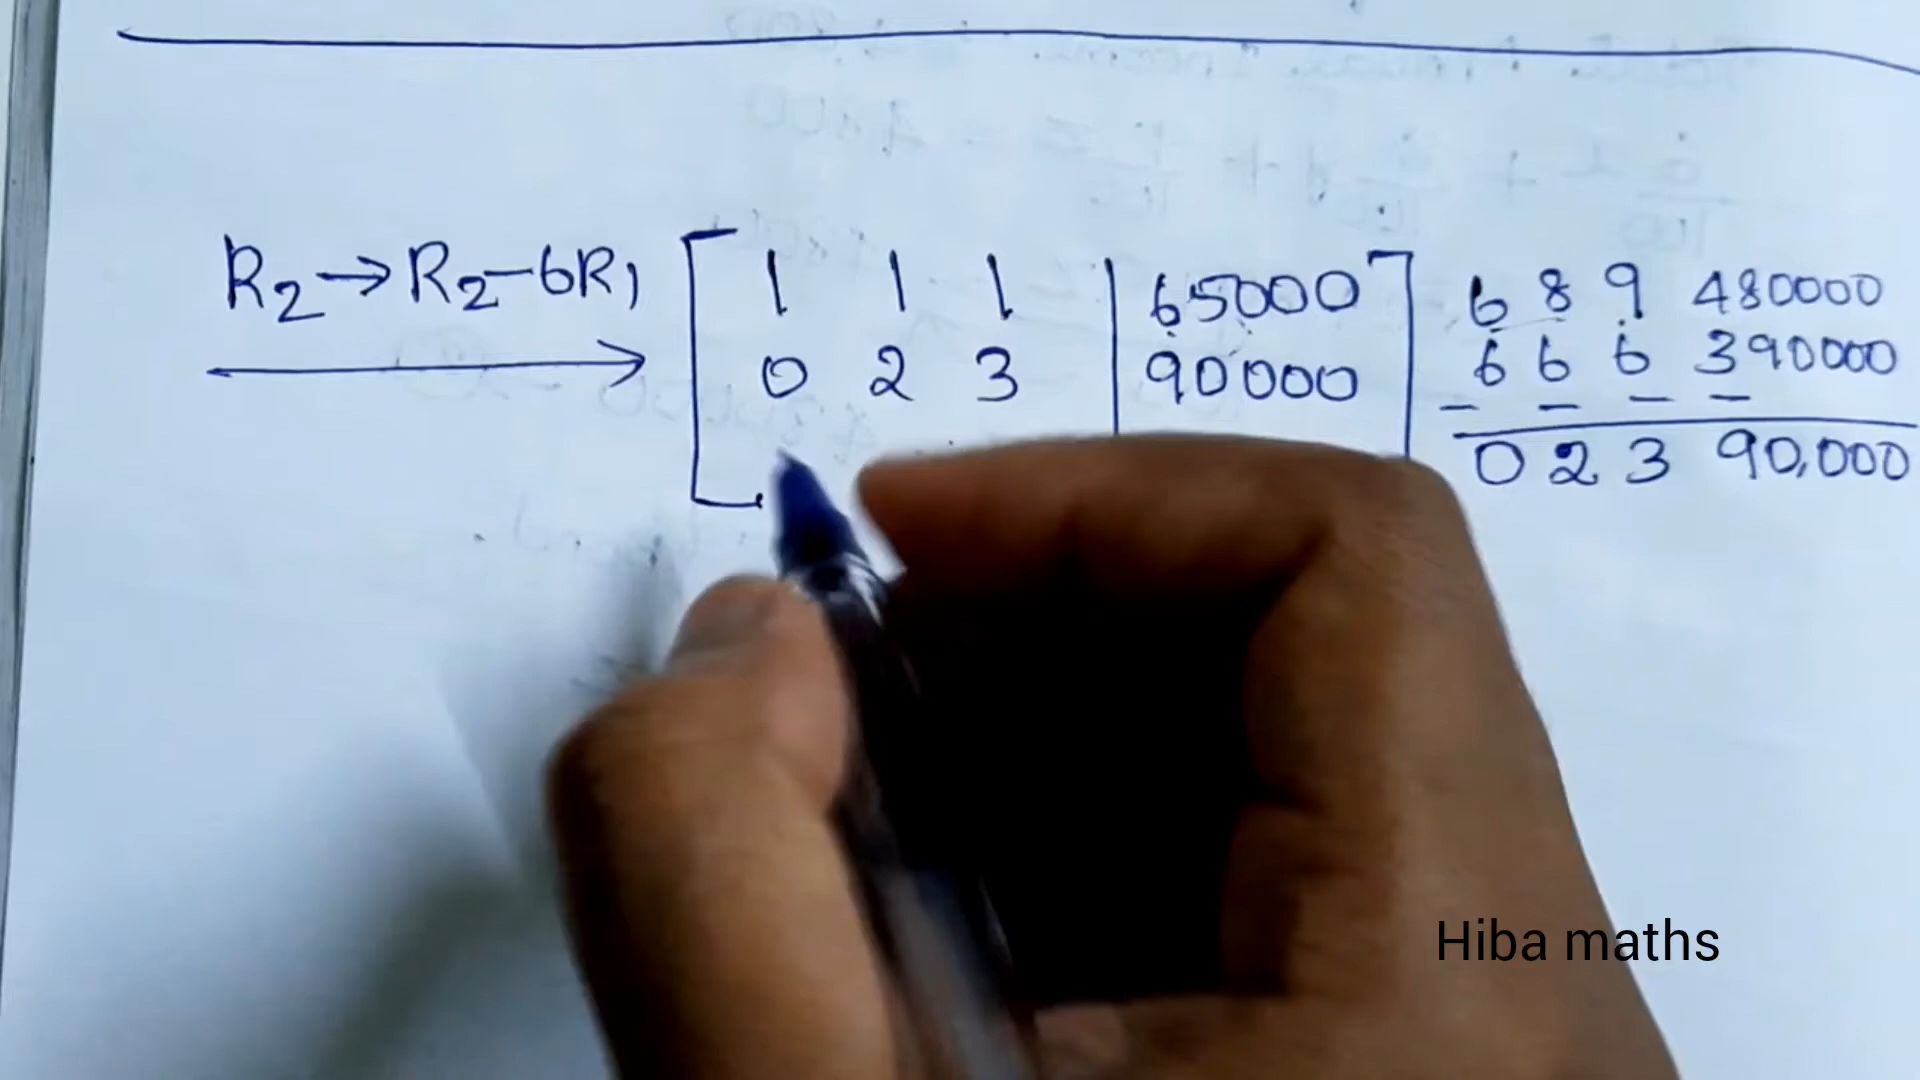 R₂→R₂-6R₁ [ 1 1 1 | 65000 ] 6 8 9 480000
0 2 3 | 90000 6 6 6 390000
- - - -
0 2 3 90,000
Hiba maths